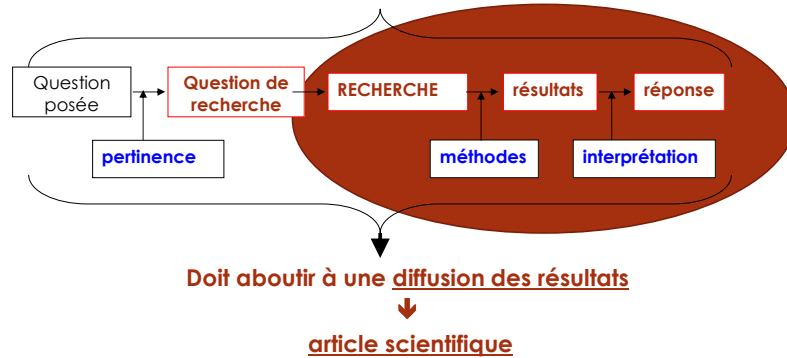 Question
posée
Question de
recherche
RECHERCHE
résultats
réponse
pertinence
méthodes
interprétation
Doit aboutir à une diffusion des résultats
article scientifique